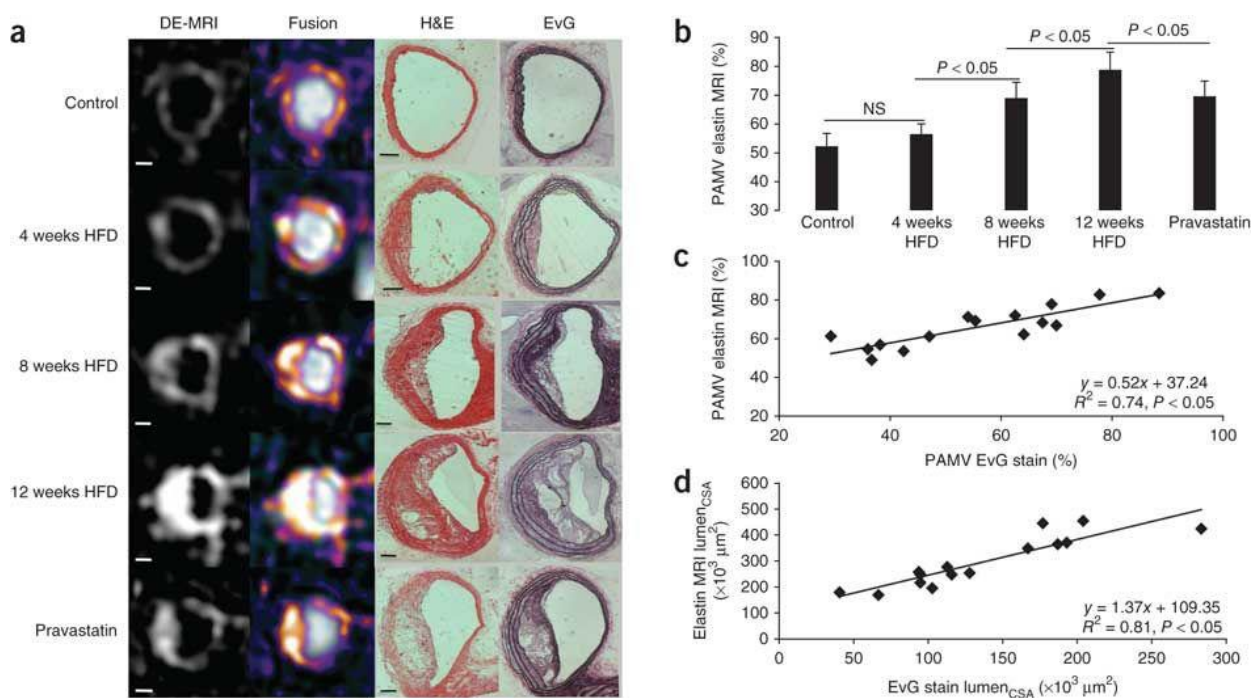 a
DE-MRI Fusion H&E EvG
Control
4 weeks HFD
8 weeks HFD
12 weeks HFD
Pravastatin
b
PAMV elastin MRI (%)
90
80
70
60
50
40
30
NS
P < 0.05
P < 0.05
P < 0.05
Control 4 weeks HFD 8 weeks HFD 12 weeks HFD Pravastatin
c
PAMV elastin MRI (%)
100
80
60
40
20
20 40 60 80 100
y = 0.52x + 37.24
R² = 0.74, P < 0.05
PAMV EvG stain (%)
d
Elastin MRI lumenCSA
(×10³ µm²)
600
500
400
300
200
100
0
0 50 100 150 200 250 300
y = 1.37x + 109.35
R² = 0.81, P < 0.05
EvG stain lumenCSA (×10³ µm²)